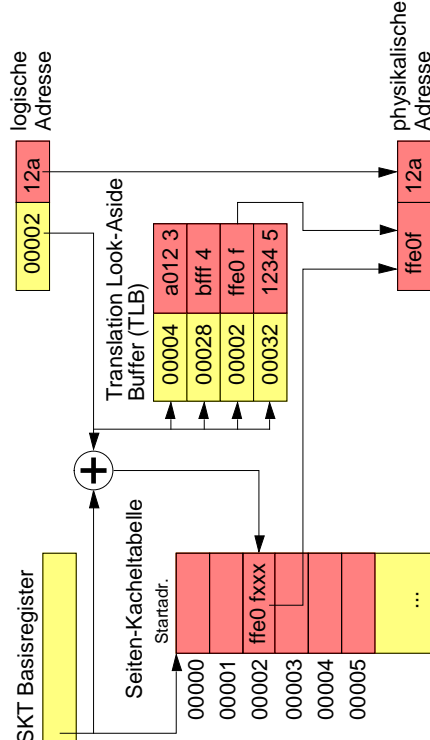 logische
Adresse
00002 12a
SKT Basisregister
Translation Look-Aside
Buffer (TLB)
00004 a012 3
00028 bfff 4
00002 ffe0 f
00032 1234 5
+
Seiten-Kacheltabelle
Startadr.
00000
00001
00002 ffe0 fxxx
00003
00004
00005
...
physikalische
Adresse
ffe0f 12a